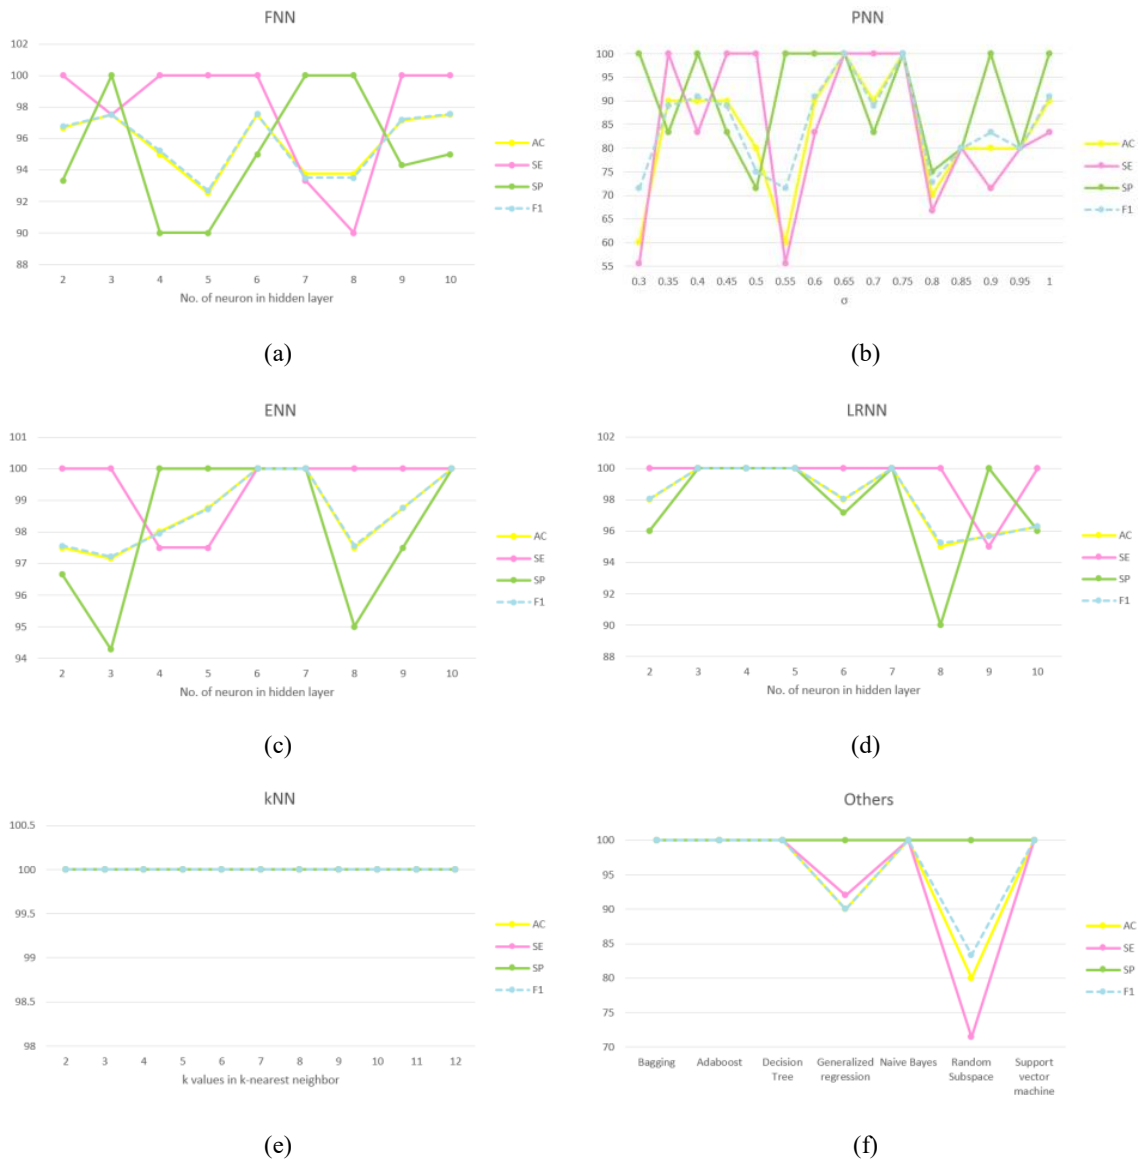 FNN
102
100
98
96
94
92
90
88
2 3 4 5 6 7 8 9 10
No. of neuron in hidden layer
AC
SE
SP
F1
(a)
PNN
100
95
90
85
80
75
70
65
60
55
0.3 0.35 0.4 0.45 0.5 0.55 0.6 0.65 0.7 0.75 0.8 0.85 0.9 0.95 1
σ
AC
SE
SP
F1
(b)
ENN
101
100
99
98
97
96
95
94
2 3 4 5 6 7 8 9 10
No. of neuron in hidden layer
AC
SE
SP
F1
(c)
LRNN
102
100
98
96
94
92
90
88
2 3 4 5 6 7 8 9 10
No. of neuron in hidden layer
AC
SE
SP
F1
(d)
kNN
100.5
100
99.5
99
98.5
98
2 3 4 5 6 7 8 9 10 11 12
k values in k-nearest neighbor
AC
SE
SP
F1
(e)
Others
100
95
90
85
80
75
70
Bagging Adaboost Decision Generalized Naive Bayes Random Support
Tree regression Subspace vector
machine
AC
SE
SP
F1
(f)